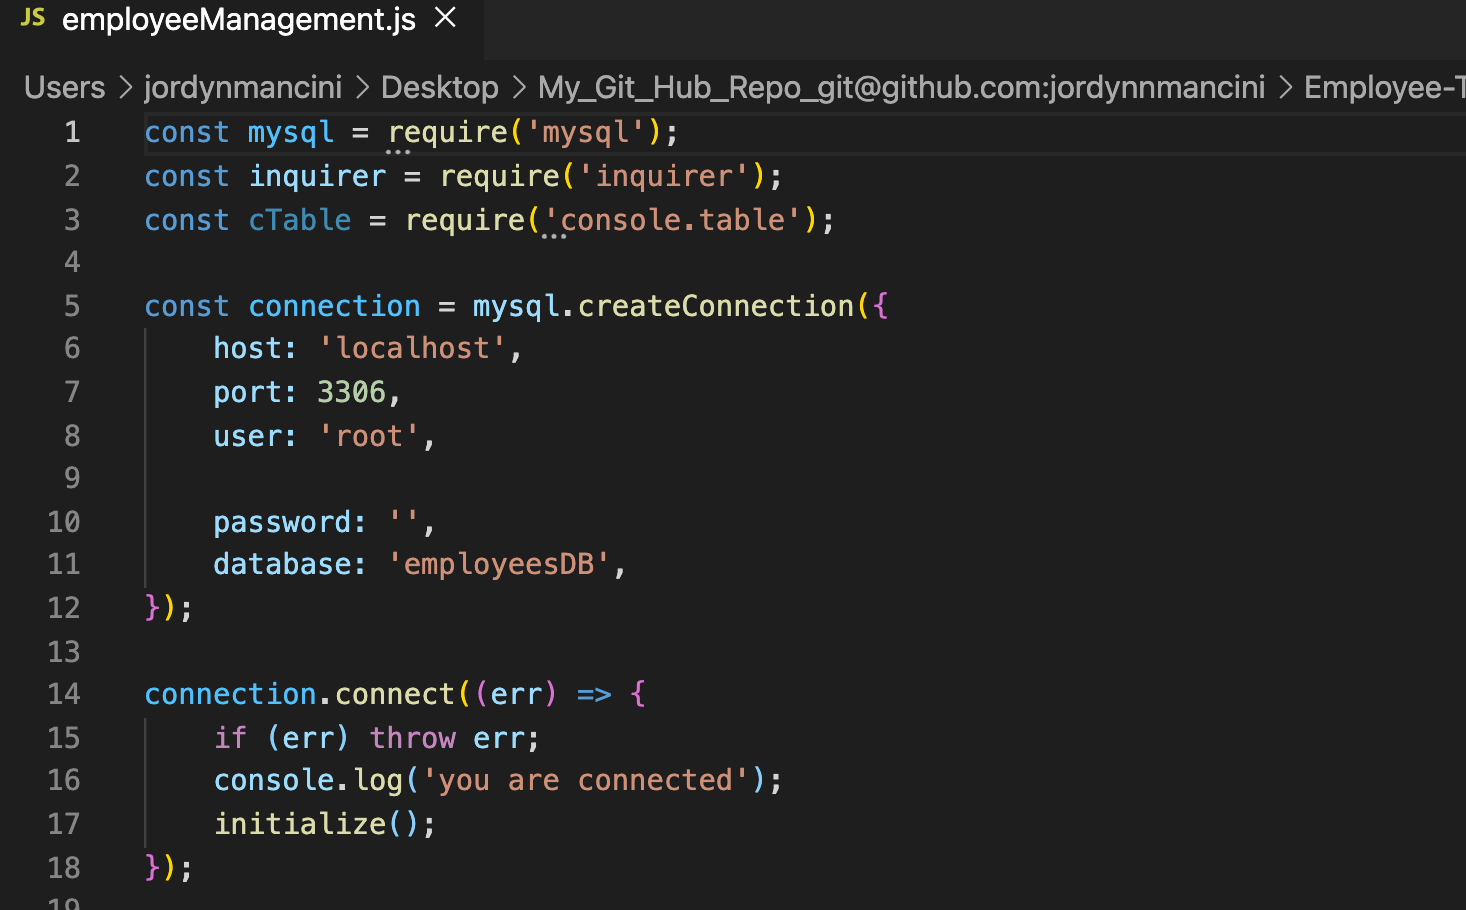 JS employeeManagement.js ×
Users > jordynmancini > Desktop > My_Git_Hub_Repo_git@github.com:jordynnmancini > Employee-T
1 const mysql = require('mysql');
2 const inquirer = require('inquirer');
3 const cTable = require('console.table');
4
5 const connection = mysql.createConnection({
6     host: 'localhost',
7     port: 3306,
8     user: 'root',
9
10     password: '',
11     database: 'employeesDB',
12 });
13
14 connection.connect((err) => {
15     if (err) throw err;
16     console.log('you are connected');
17     initialize();
18 });
19